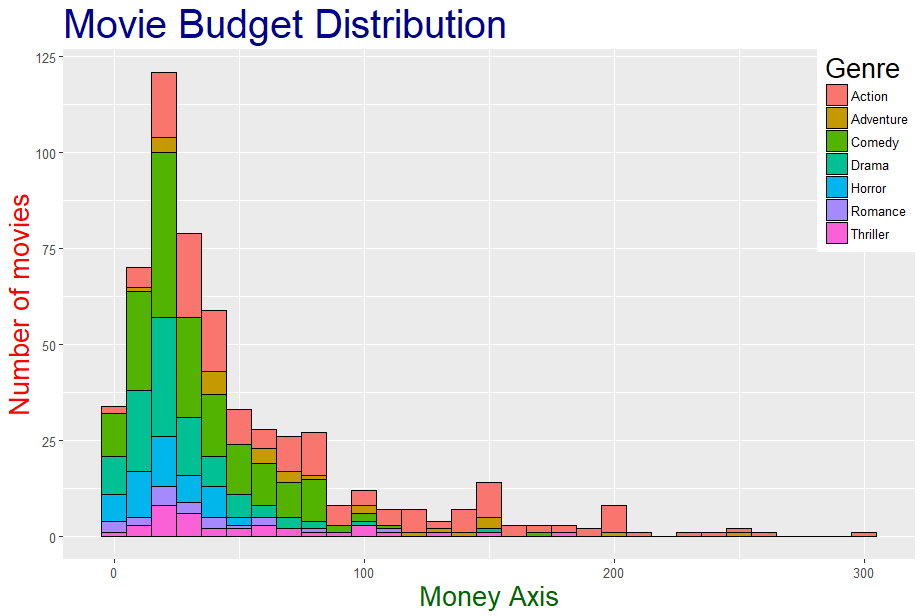 Movie Budget Distribution
Number of movies
125
100
75
50
25
0
0
100
200
300
Money Axis
Genre
Action
Adventure
Comedy
Drama
Horror
Romance
Thriller